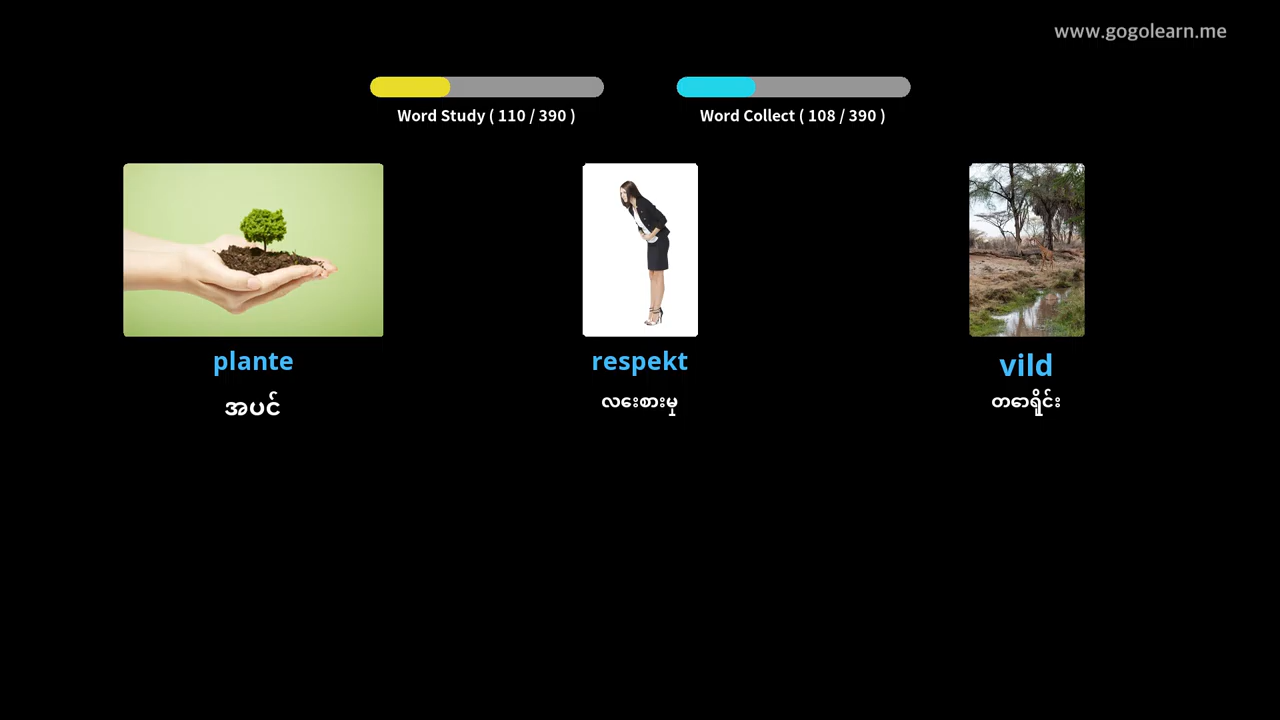 www.gogolearn.me
Word Study ( 110 / 390 )
Word Collect ( 108 / 390 )
plante
respekt
vild
အပင်
လေးစားမှု
တောရိုင်း